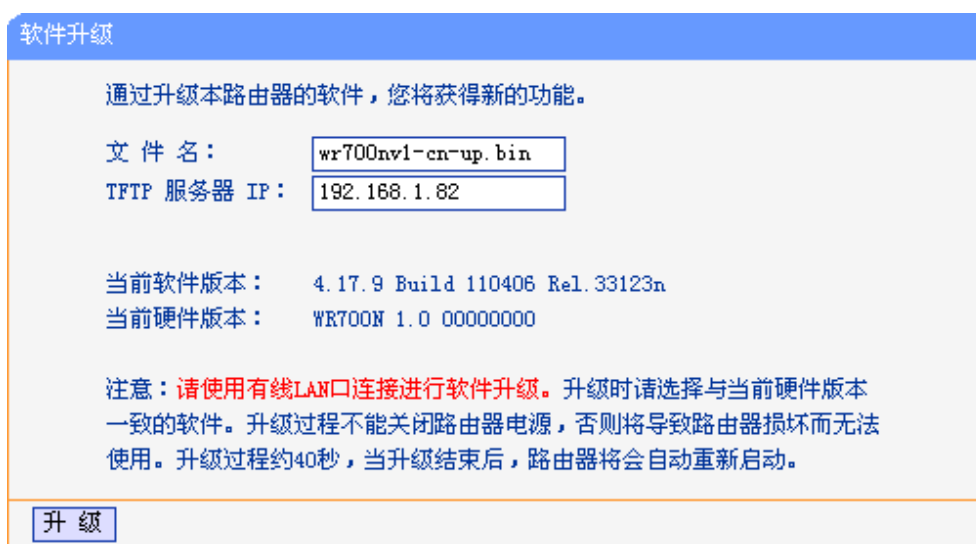 软件升级
通过升级本路由器的软件，您将获得新的功能。
文 件 名： wr700nv1-cn-up.bin
TFTP 服务器 IP： 192.168.1.82
当前软件版本： 4.17.9 Build 110406 Rel.33123n
当前硬件版本： WR700N 1.0 00000000
注意：请使用有线LAN口连接进行软件升级。升级时请选择与当前硬件版本
一致的软件。升级过程不能关闭路由器电源，否则将导致路由器损坏而无法
使用。升级过程约40秒，当升级结束后，路由器将会自动重新启动。
升 级